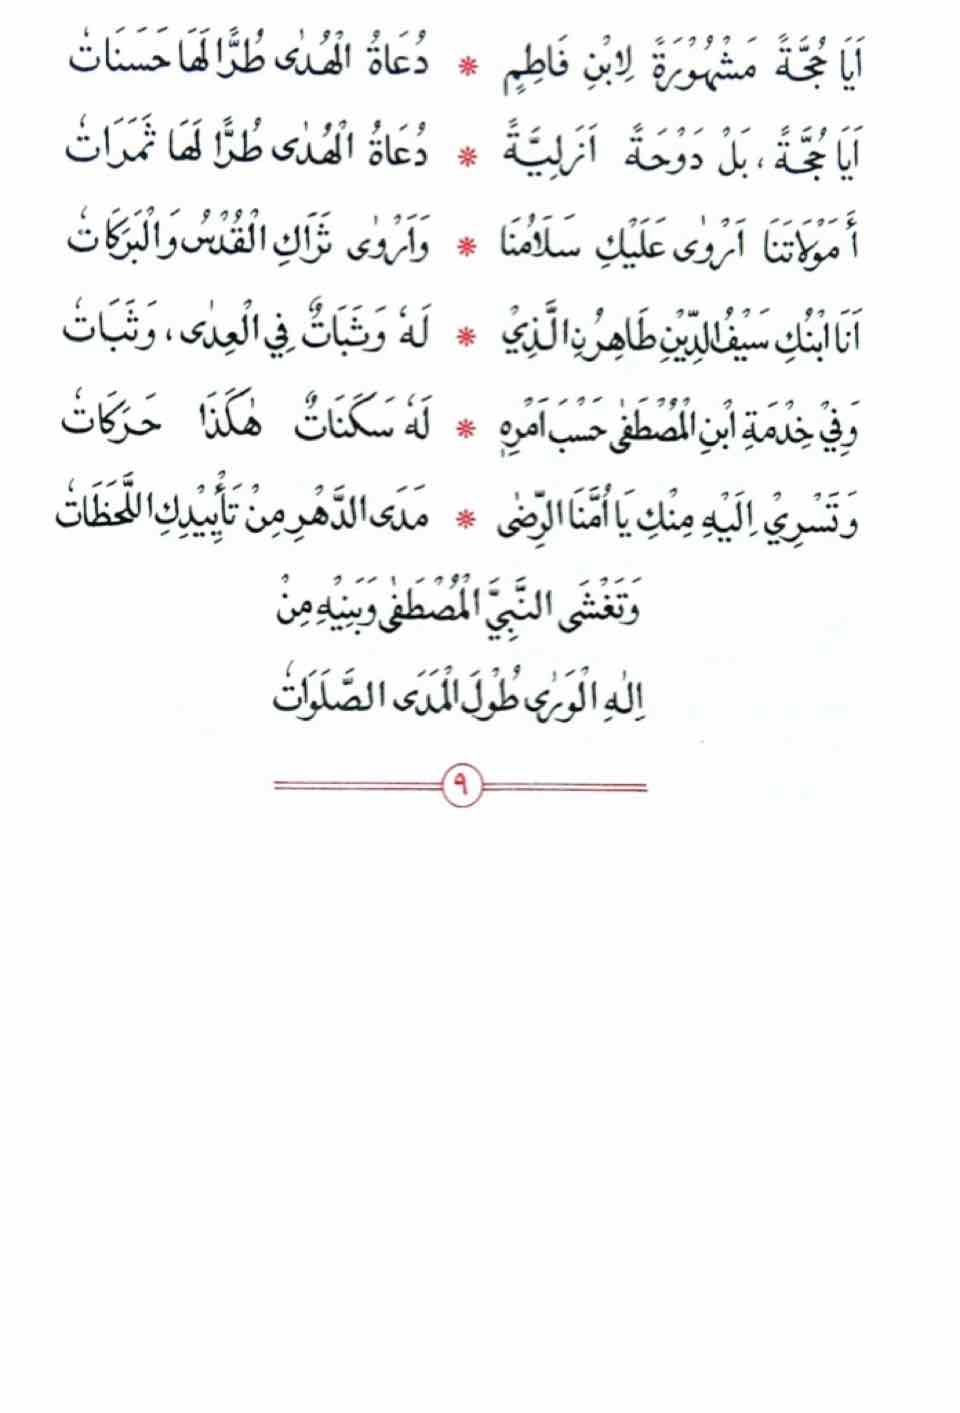 اَيَا حُجَّةً مَشْهُوْرَةً لِابْنِ فَاطِمٍ * دُعَاةُ الْهُدٰى طُرًّا لَهَا حَسَنَاتُ
اَيَا حُجَّةً، بَلْ دَوْحَةً اَزَلِيَّةً * دُعَاةُ الْهُدٰى طُرًّا لَهَا ثَمَرَاتُ
أَ مَوْلَاتَنَا اَرْوٰى عَلَيْكِ سَلَامُنَا * وَاَرْوٰى ثَرَاكِ الْقُدْسُ وَالْبَرَكَاتُ
اَنَا ابْنُكِ سَيْفُ الدِّيْنِ طَاهِرُنِ الَّذِيْ * لَهُ وَثَبَاتٌ فِي الْعِدٰى، وَثَبَاتُ
وَفِيْ خِدْمَةِ ابْنِ الْمُصْطَفٰى حَسْبَ اَمْرِهِ * لَهُ سَكَنَاتٌ هٰكَذَا حَرَكَاتُ
وَتَسْرِيْ اِلَيْهِ مِنْكِ يَا اُمَّنَا الرِّضٰى * مَدَى الدَّهْرِ مِنْ تَأْيِيْدِكِ اللَّحَظَاتُ
وَتَغْشَى النَّبِيَّ الْمُصْطَفٰى وَبَنِيْهِ مِنْ
اِلٰهِ الْوَرٰى طُوْلَ الْمَدَى الصَّلَوَاتُ
٩